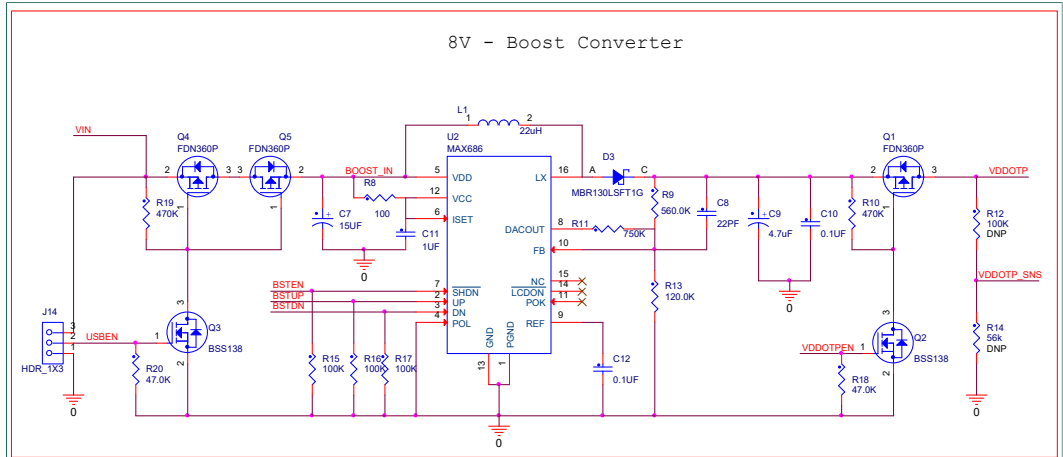 8V - Boost Converter
L1
1
2
22uH
VIN
Q4
FDN360P
Q5
FDN360P
U2
MAX686
D3
Q1
FDN360P
2
3
3
2
BOOST_IN
5
VDD
LX
16
A
C
2
3
VDDOTP
MBR130LSFT1G
R8
100
12
VCC
R19
470K
1
1
C7
15UF
C11
1UF
6
ISET
DACOUT
8
R11
750K
R9
560.0K
C8
22PF
C9
4.7uF
C10
0.1UF
R10
470K
1
R12
100K
DNP
FB
10
0
0
NC
15
LCDON
14
POK
11
REF
9
BSTEN
7
SHDN
BSTUP
2
UP
BSTDN
3
DN
4
POL
R13
120.0K
VDDOTP_SNS
J14
3
2
1
HDR_1X3
USBEN
1
3
Q3
BSS138
2
R20
47.0K
R15
100K
R16
100K
R17
100K
GND
PGND
13
1
C12
0.1UF
VDDOTPEN
1
3
Q2
BSS138
2
R18
47.0K
R14
56k
DNP
0
0
0